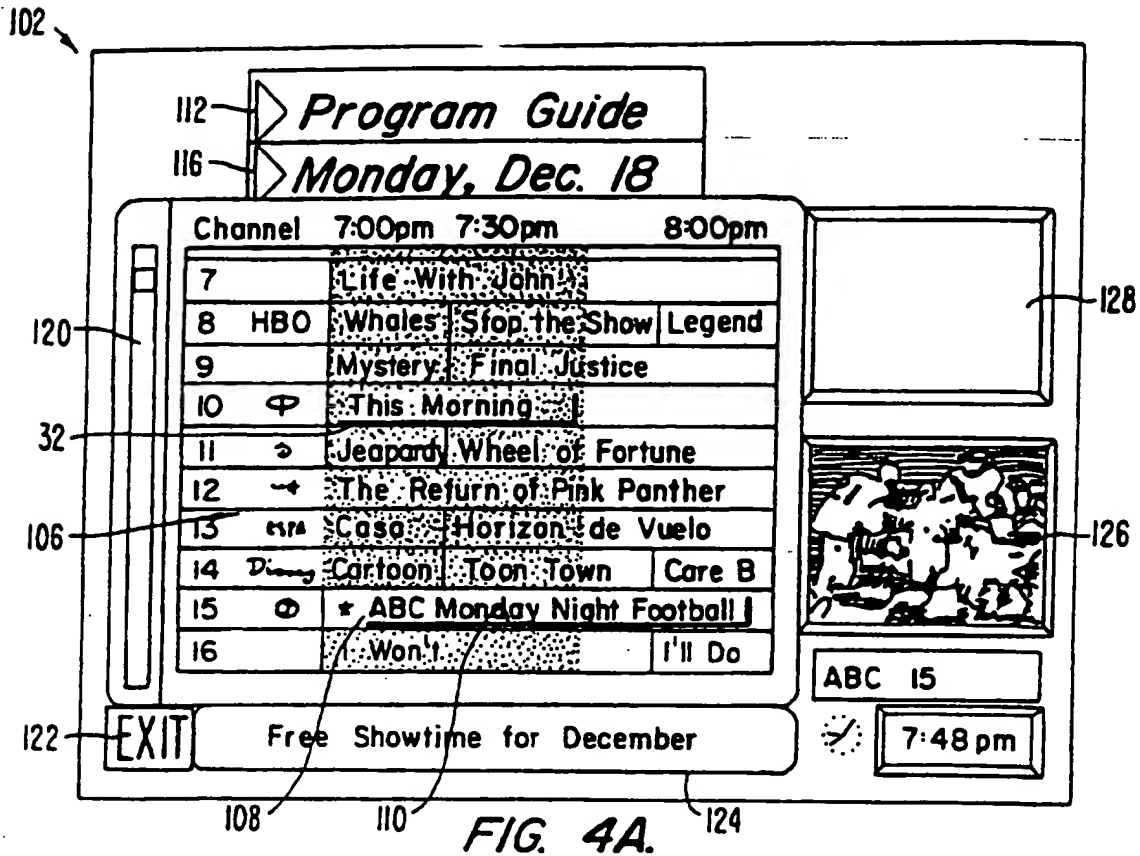 102
112
Program Guide
116
Monday, Dec. 18
Channel 7:00pm 7:30pm 8:00pm
7 Life With John
128
120
8 HBO Whales Stop the Show Legend
9 Mystery Final Justice
10 This Morning
32
11 Jeapardy Wheel of Fortune
12 The Return of Pink Panther
106
13 Casa Horizon de Vuelo
126
14 Disney Cartoon Toon Town Care B
15 * ABC Monday Night Football
16 I Won't I'll Do
ABC 15
122
EXIT Free Showtime for December
7:48 pm
108
110
124
FIG. 4A.